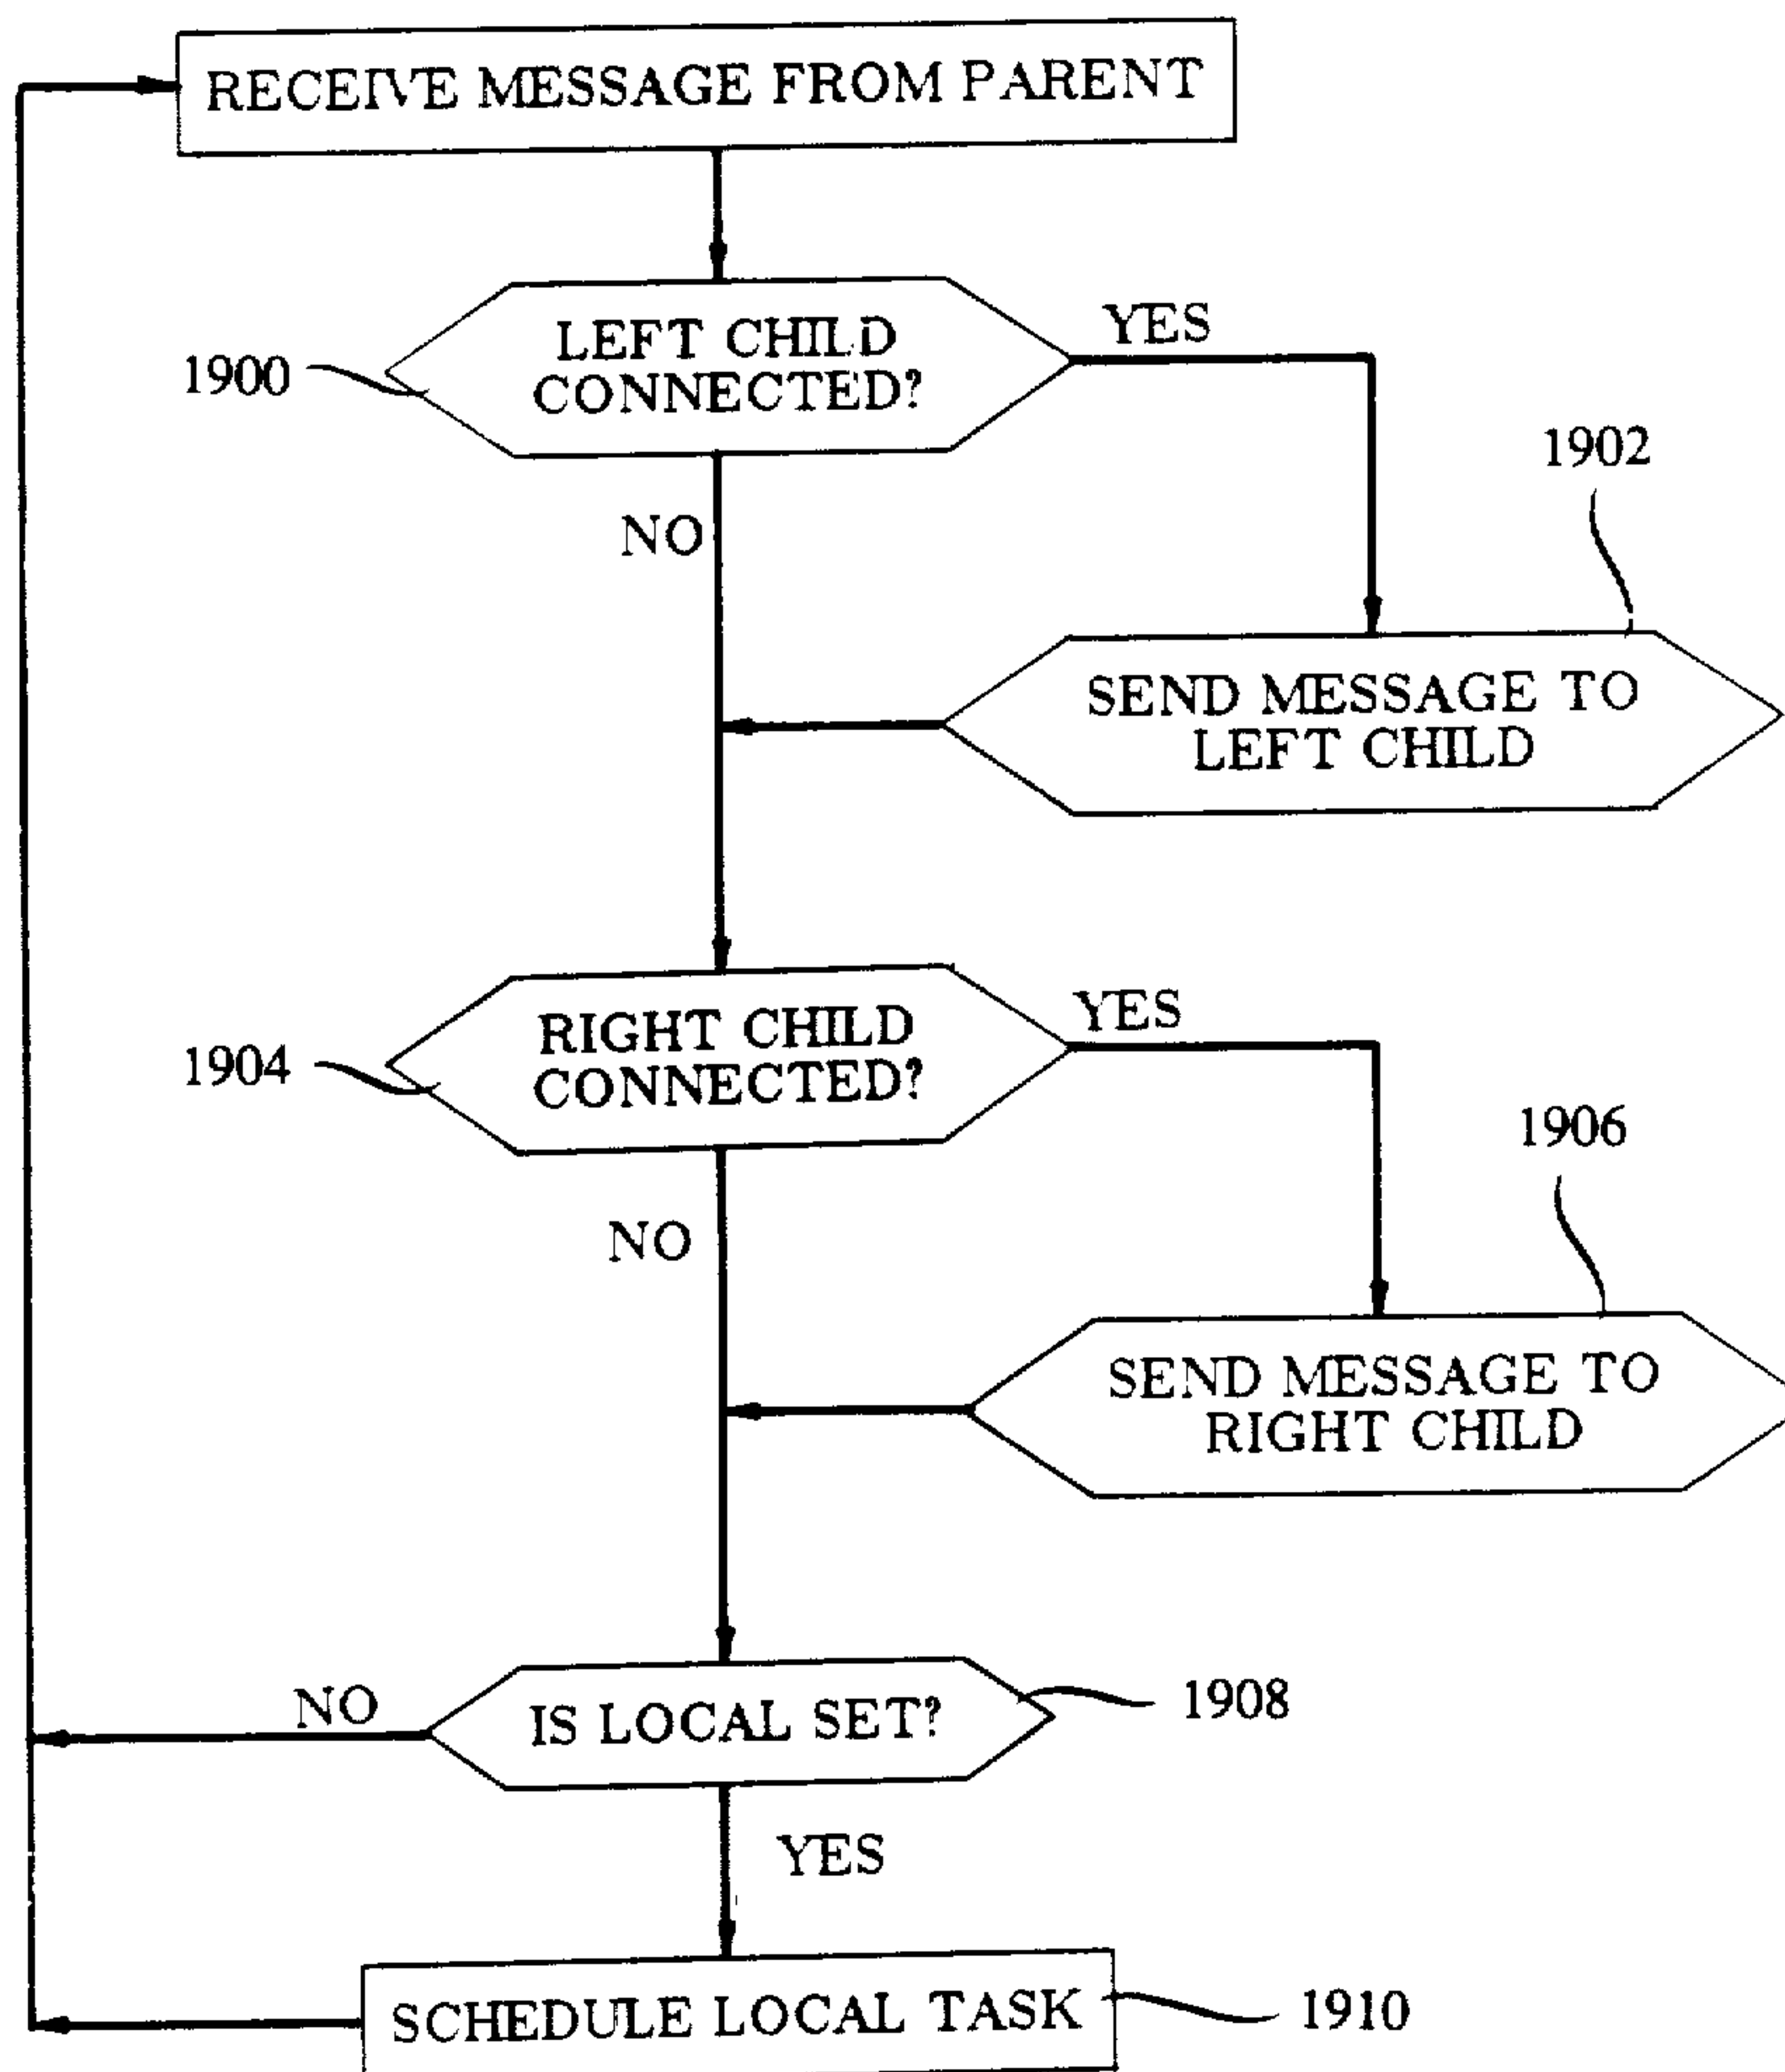 RECEIVE MESSAGE FROM PARENT
LEFT CHILD
CONNECTED?
YES
1900
1902
NO
SEND MESSAGE TO
LEFT CHILD
RIGHT CHILD
CONNECTED?
YES
1904
1906
NO
SEND MESSAGE TO
RIGHT CHILD
NO
IS LOCAL SET?
1908
YES
SCHEDULE LOCAL TASK
1910